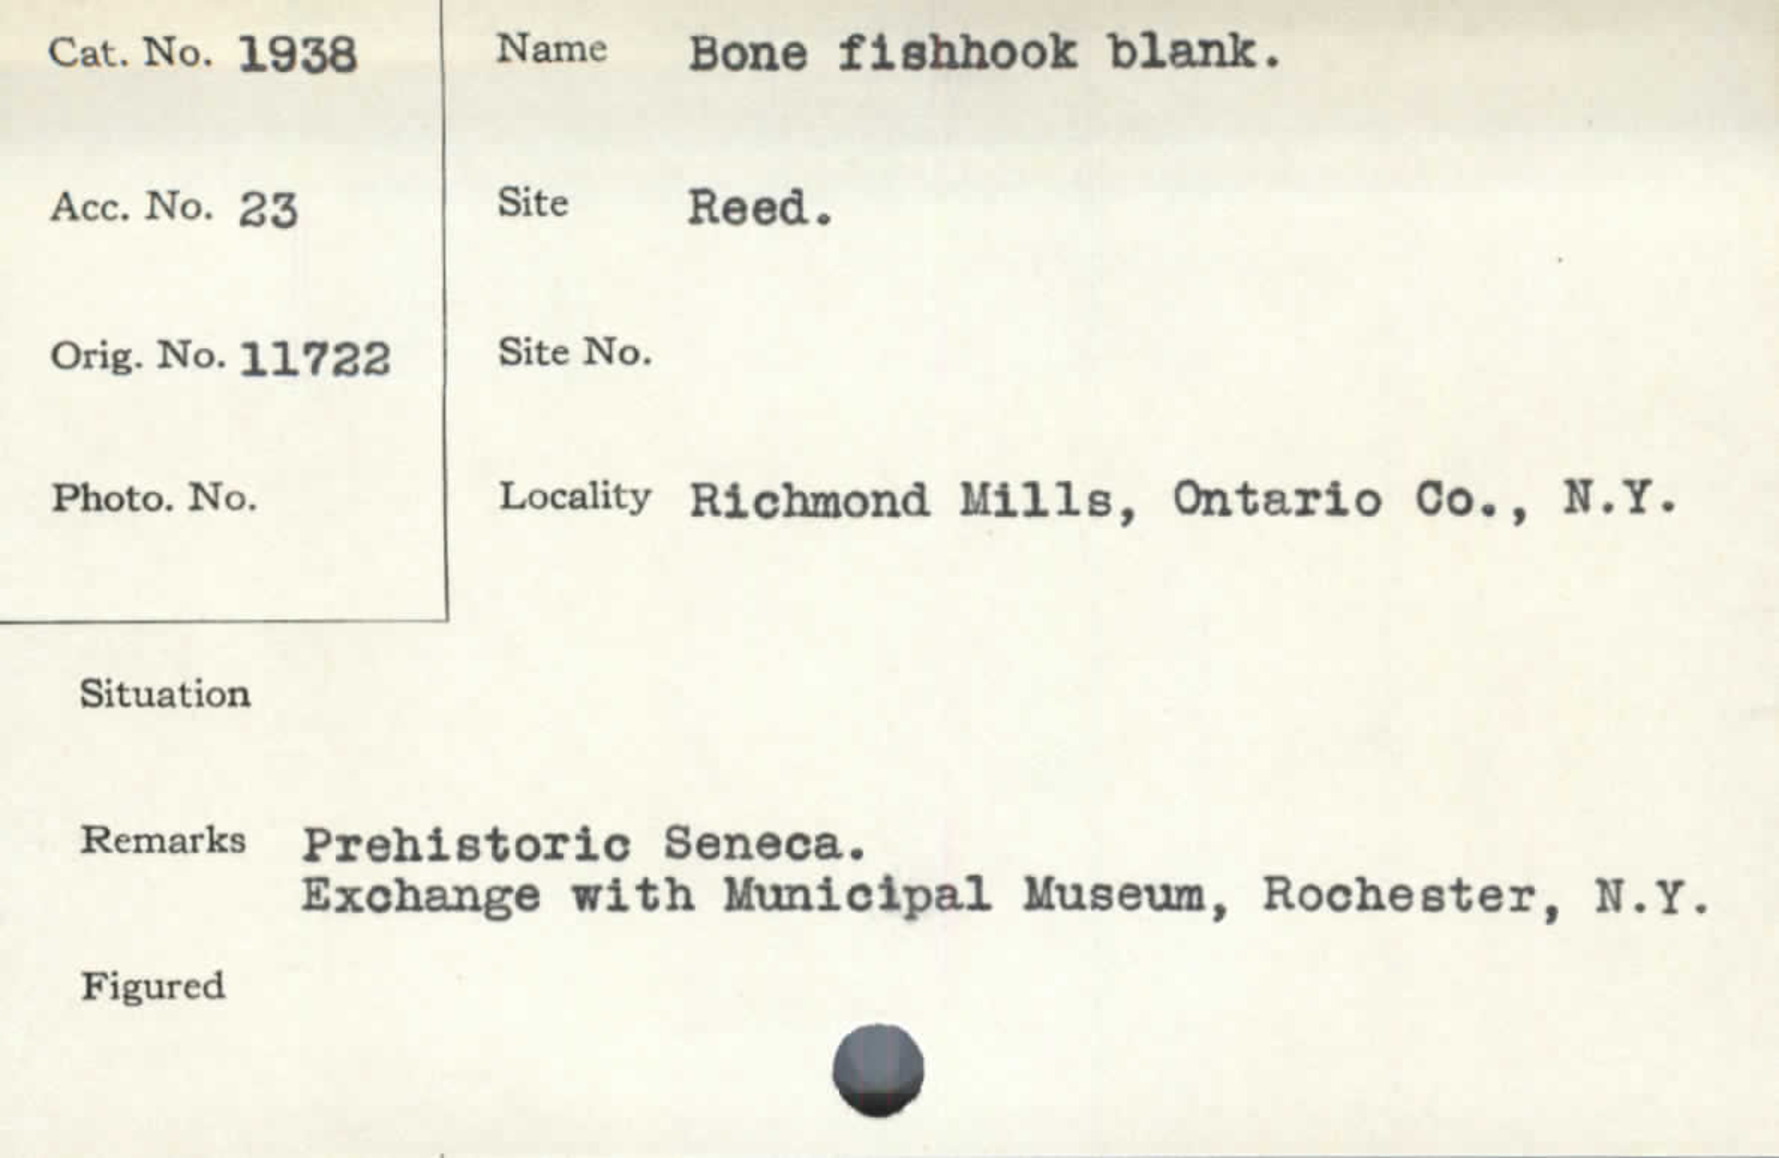 Cat. No. 1938
Name Bone fishhook blank.
Acc. No. 23
Site Reed.
Orig. No. 11722
Site No.
Photo. No.
Locality Richmond Mills, Ontario Co., N.Y.
Situation
Remarks Prehistoric Seneca.
Exchange with Municipal Museum, Rochester, N.Y.
Figured